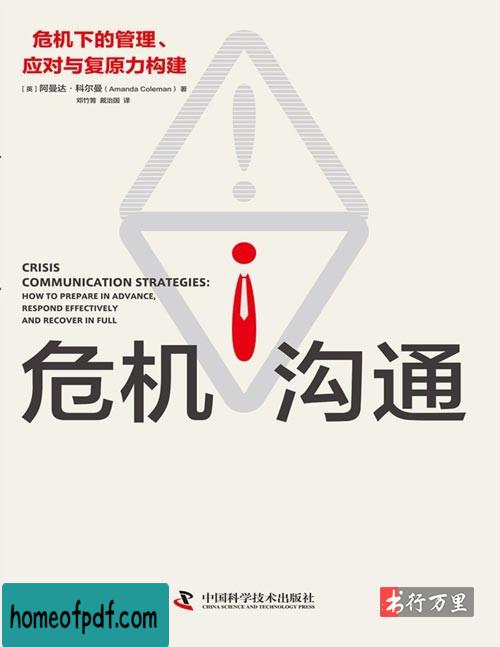 危机下的管理、
应对与复原力构建
［英］阿曼达·科尔曼（Amanda Coleman）著
邓竹箐 戴治国 译
CRISIS
COMMUNICATION STRATEGIES:
HOW TO PREPARE IN ADVANCE,
RESPOND EFFECTIVELY
AND RECOVER IN FULL
危机 沟通
中国科学技术出版社
CHINA SCIENCE AND TECHNOLOGY PRESS
书行万里
homeofpdf.com